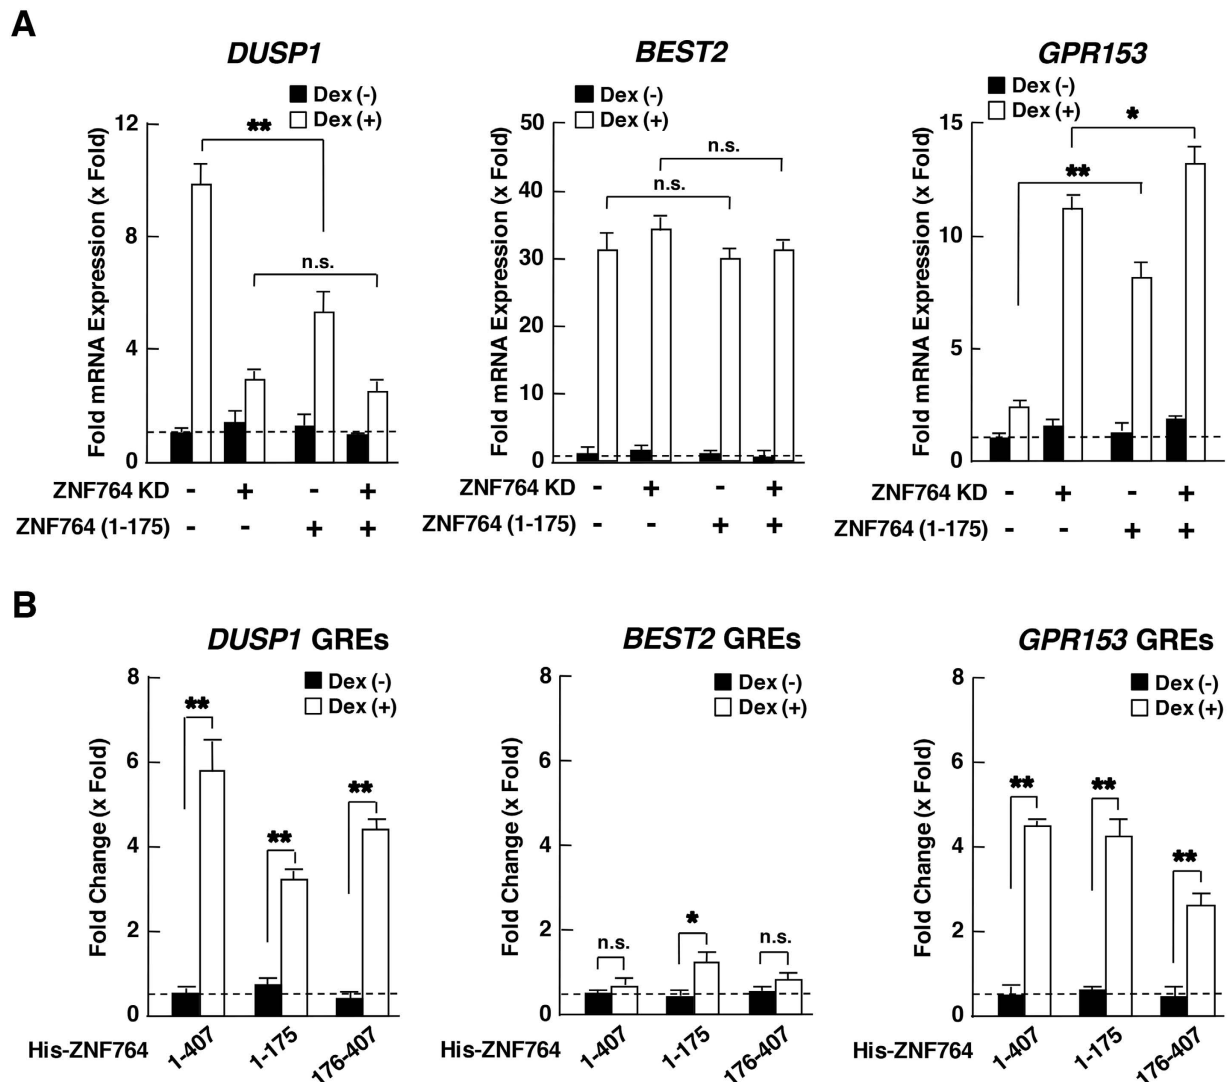 A
DUSP1
Dex (-)
Dex (+)
**
n.s.
12
8
4
0
Fold mRNA Expression (x Fold)
BEST2
Dex (-)
Dex (+)
n.s.
n.s.
50
40
30
20
10
0
Fold mRNA Expression (x Fold)
GPR153
Dex (-)
Dex (+)
*
**
15
10
5
0
Fold mRNA Expression (x Fold)
ZNF764 KD - + - +
ZNF764 (1-175) - - + +
ZNF764 KD - + - +
ZNF764 (1-175) - - + +
ZNF764 KD - + - +
ZNF764 (1-175) - - + +
B
DUSP1 GREs
Dex (-)
Dex (+)
**
**
**
8
6
4
2
0
Fold Change (x Fold)
His-ZNF764 1-407 1-175 176-407
BEST2 GREs
Dex (-)
Dex (+)
n.s.
*
n.s.
8
6
4
2
0
Fold Change (x Fold)
His-ZNF764 1-407 1-175 176-407
GPR153 GREs
Dex (-)
Dex (+)
**
**
**
8
6
4
2
0
Fold Change (x Fold)
His-ZNF764 1-407 1-175 176-407